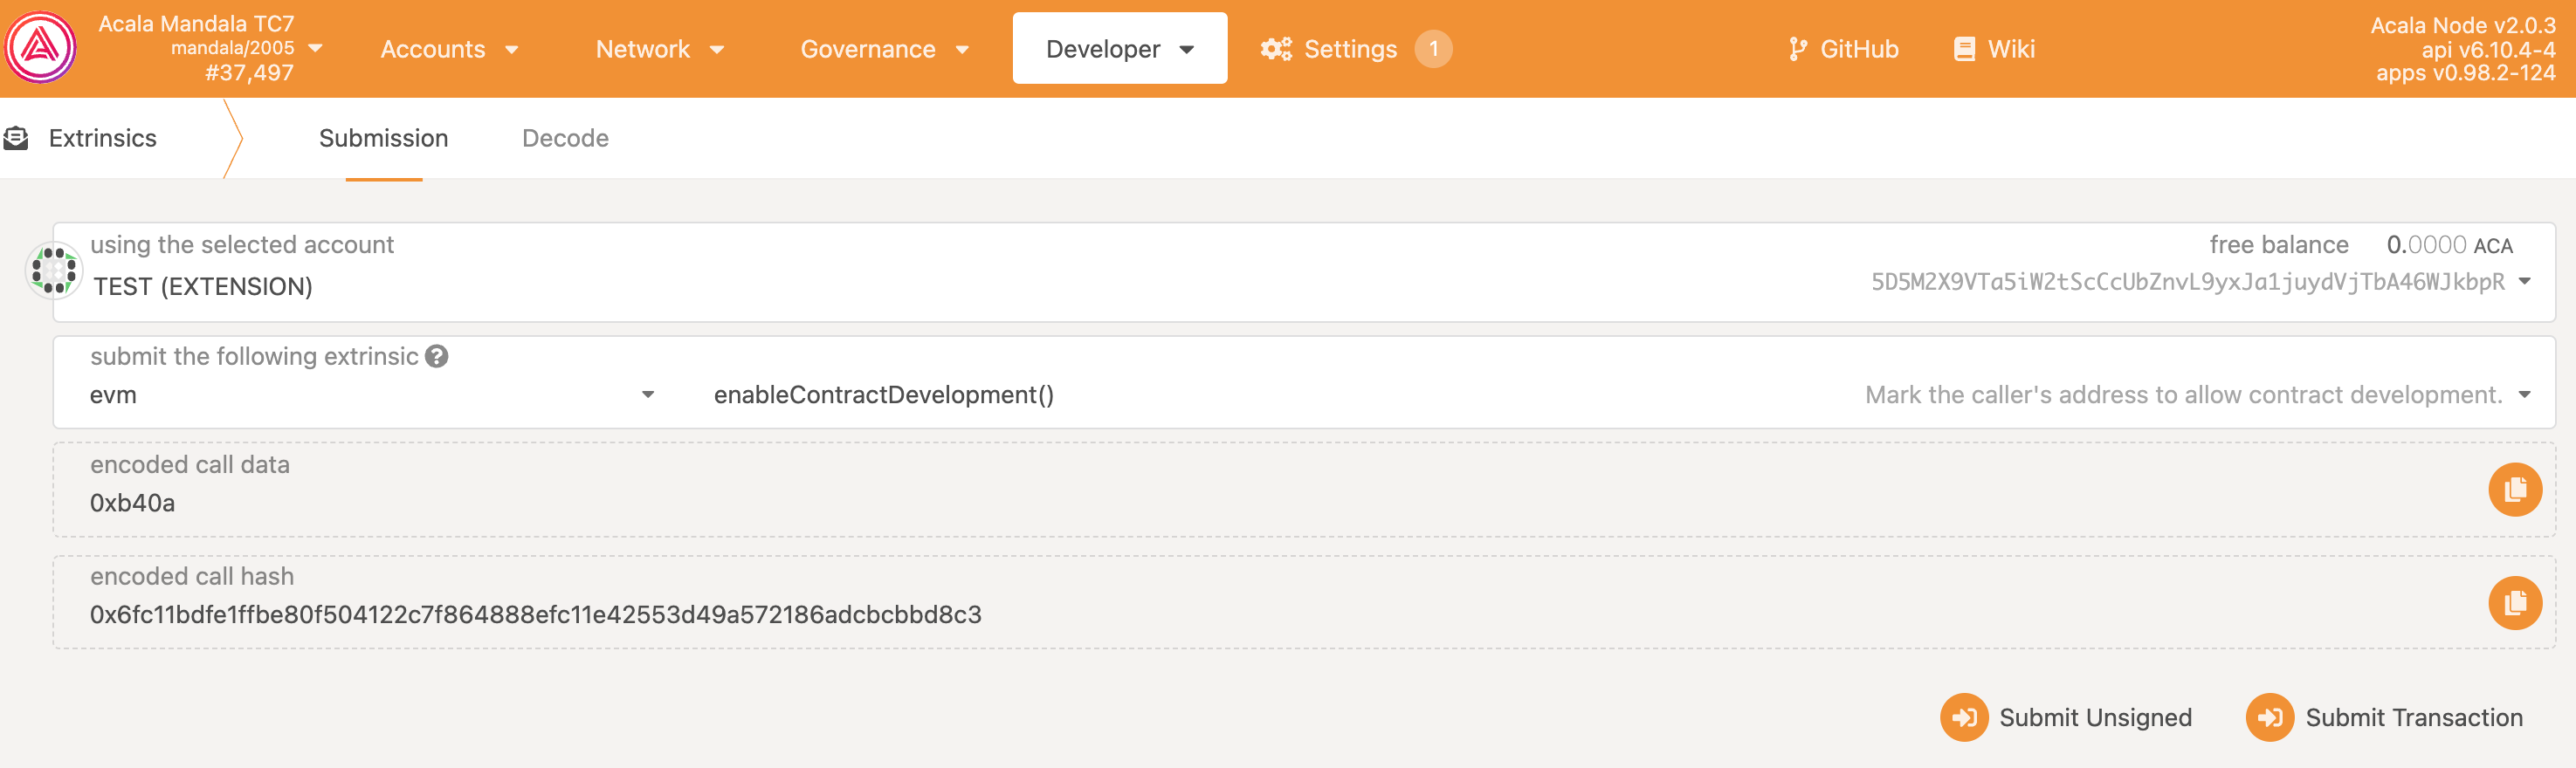 Acala Mandala TC7
mandala/2005
#37,497
Accounts
Network
Governance
Developer
Settings
1
GitHub
Wiki
Acala Node v2.0.3
api v6.10.4-4
apps v0.98.2-124
Extrinsics
Submission
Decode
using the selected account
free balance 0.0000 ACA
TEST (EXTENSION)
5D5M2X9VTa5iW2tScCcUbZnvL9yxJa1juydVjTbA46WJkbpR
submit the following extrinsic ?
evm
enableContractDevelopment()
Mark the caller's address to allow contract development.
encoded call data
0xb40a
encoded call hash
0x6fc11bdfe1ffbe80f504122c7f864888efc11e42553d49a572186adcbcbbd8c3
Submit Unsigned
Submit Transaction